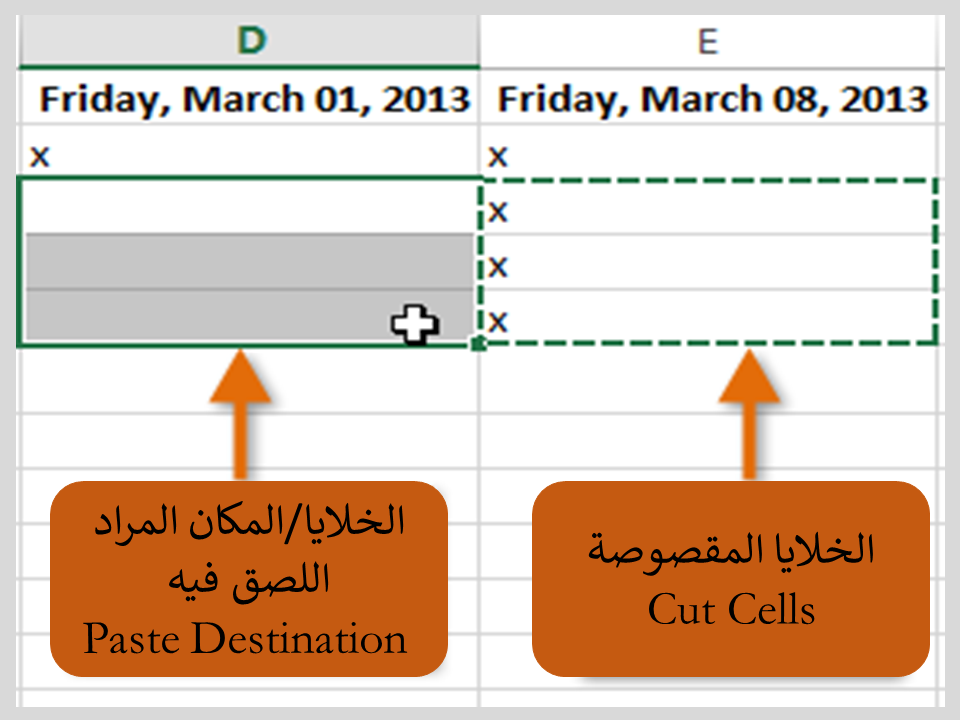 D E
Friday, March 01, 2013 Friday, March 08, 2013
x x
x
x
x
الخلايا/المكان المراد
اللصق فيه
Paste Destination
الخلايا المقصوصة
Cut Cells